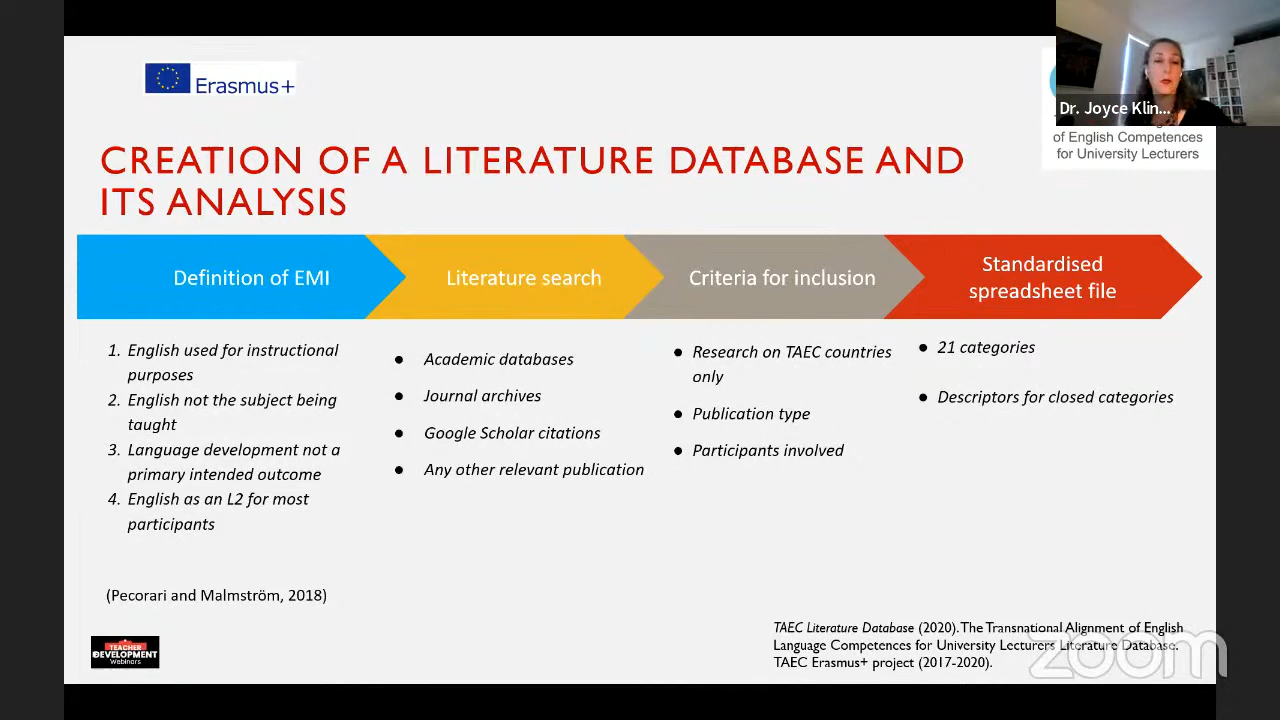 Erasmus+
Dr. Joyce Klin...
of English Competences
for University Lecturers
CREATION OF A LITERATURE DATABASE AND
ITS ANALYSIS
Definition of EMI
Literature search
Criteria for inclusion
Standardised
spreadsheet file
1. English used for instructional
purposes
2. English not the subject being
taught
3. Language development not a
primary intended outcome
4. English as an L2 for most
participants
(Pecorari and Malmström, 2018)
● Academic databases
● Journal archives
● Google Scholar citations
● Any other relevant publication
● Research on TAEC countries
only
● Publication type
● Participants involved
● 21 categories
● Descriptors for closed categories
TEACHER
DEVELOPMENT
Webinars
TAEC Literature Database (2020). The Transnational Alignment of English
Language Competences for University Lecturers Literature Database.
TAEC Erasmus+ project (2017-2020).
zoom